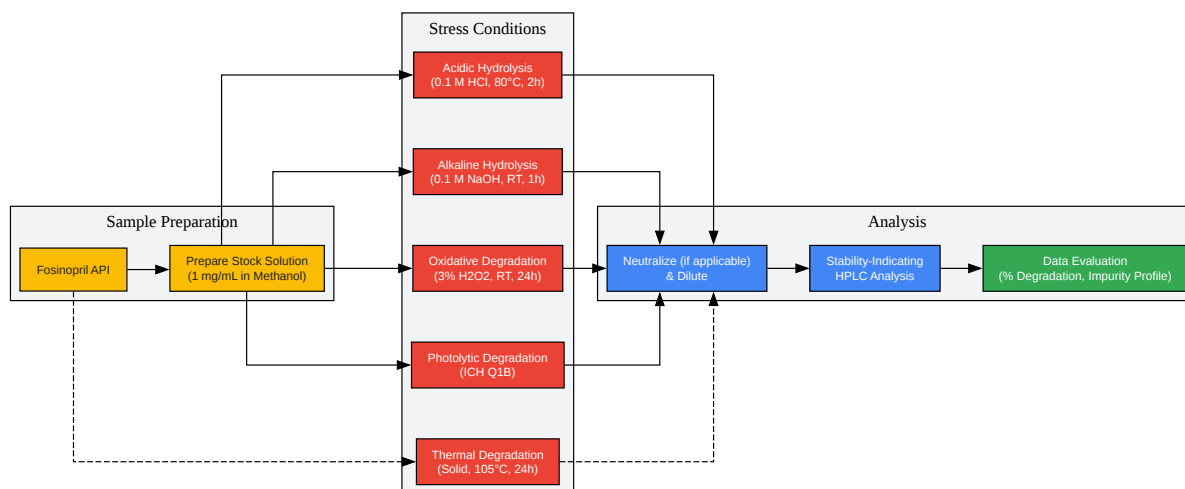 Stress Conditions
Acidic Hydrolysis
(0.1 M HCl, 80°C, 2h)
Alkaline Hydrolysis
(0.1 M NaOH, RT, 1h)
Sample Preparation
Fosinopril API
Prepare Stock Solution
(1 mg/mL in Methanol)
Oxidative Degradation
(3% H2O2, RT, 24h)
Photolytic Degradation
(ICH Q1B)
Thermal Degradation
(Solid, 105°C, 24h)
Analysis
Neutralize (if applicable)
& Dilute
Stability-Indicating
HPLC Analysis
Data Evaluation
(% Degradation, Impurity Profile)